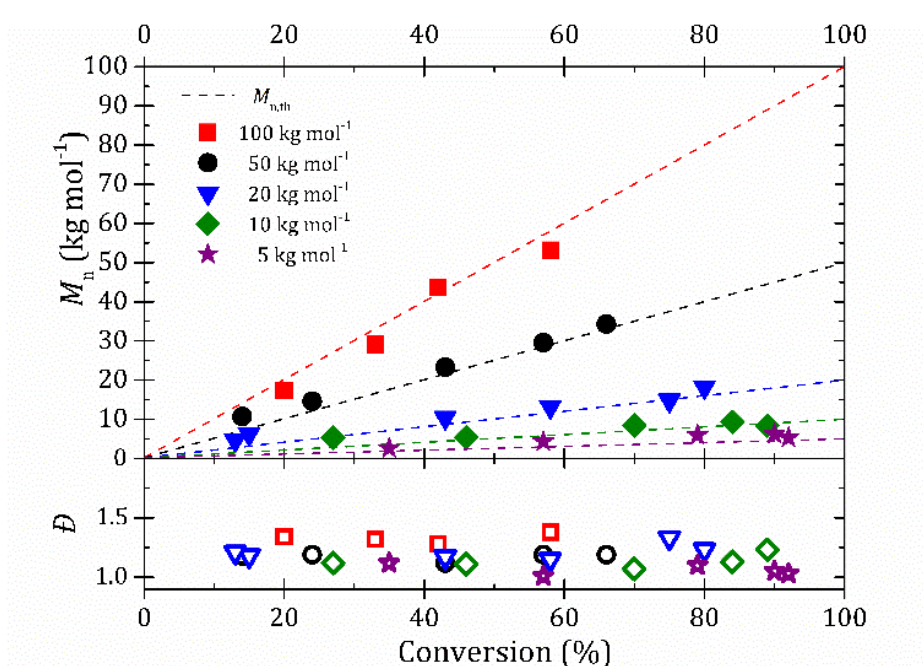 0 20 40 60 80 100
100
90
80
70
60
50
40
30
20
10
0
Mₙ (kg mol⁻¹)
Mₙ,ₜₕ
100 kg mol⁻¹
50 kg mol⁻¹
20 kg mol⁻¹
10 kg mol⁻¹
5 kg mol⁻¹
1.5
1.0
Đ
0 20 40 60 80 100
Conversion (%)